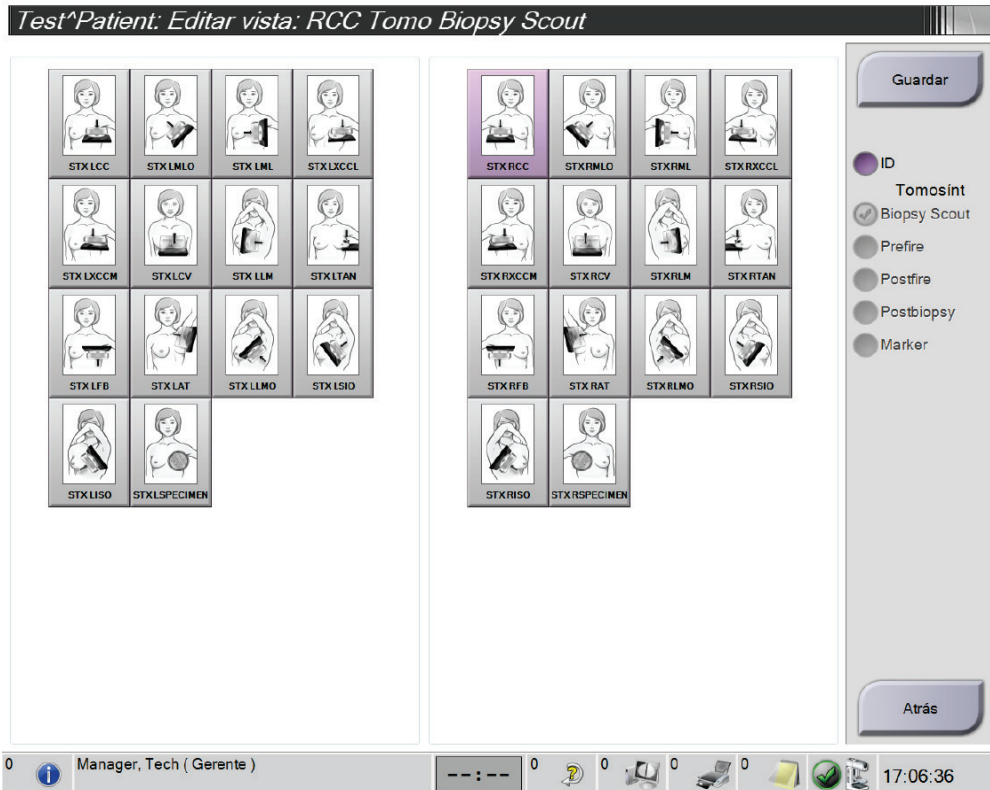 Test^Patient: Editar vista: RCC Tomo Biopsy Scout
STX LCC STX LMLO STX LML STX LXCCL
STX LXCCM STX LCV STX LLM STX LTAN
STX LFB STX LAT STX LLMO STX LSIO
STX LISO STX LSPECIMEN
STX RCC STX RMLO STX RML STX RXCCL
STX RXCCM STX RCV STX RLM STX RTAN
STX RFB STX RAT STX RLMO STX RSIO
STX RISO STX RSPECIMEN
Guardar
ID
Tomosínt
Biopsy Scout
Prefire
Postfire
Postbiopsy
Marker
Atrás
0 Manager, Tech ( Gerente ) --:-- 0 0 0 0 17:06:36